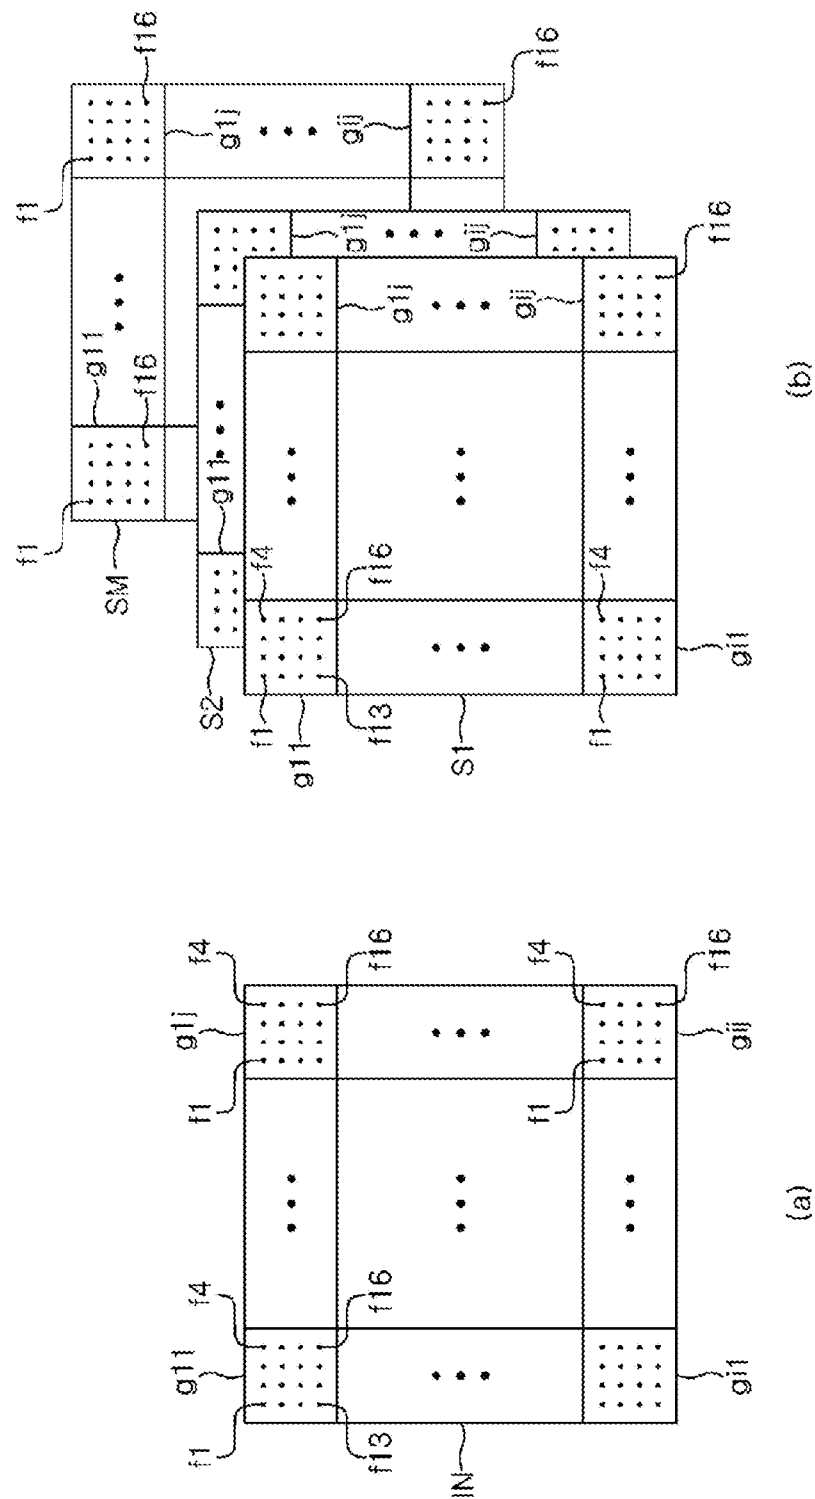 f1 g11 f4 f1 g1j f4
f13 f16 f16
IN
f1 f4
gi1 gij f16
(a)
f1 f1
g11 f16 f16
SM g1j
gij
f16
S2 g11
g1j
gij
f1 f4
g11
f13 f16 g1j
S1
gij
f1 f4
gi1 f16
(b)